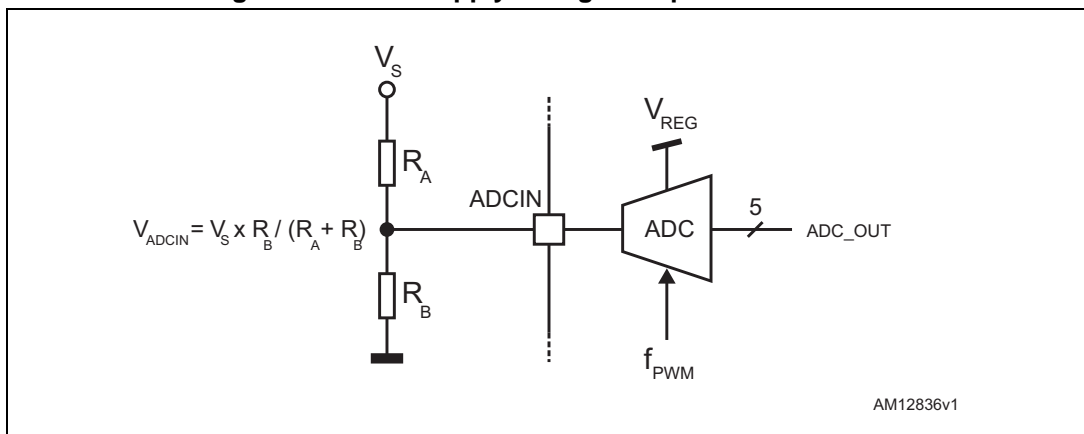 V_S
R_A
V_REG
ADCIN
5
V_ADCIN = V_S x R_B / (R_A + R_B)
ADC
ADC_OUT
R_B
f_PWM
AM12836v1